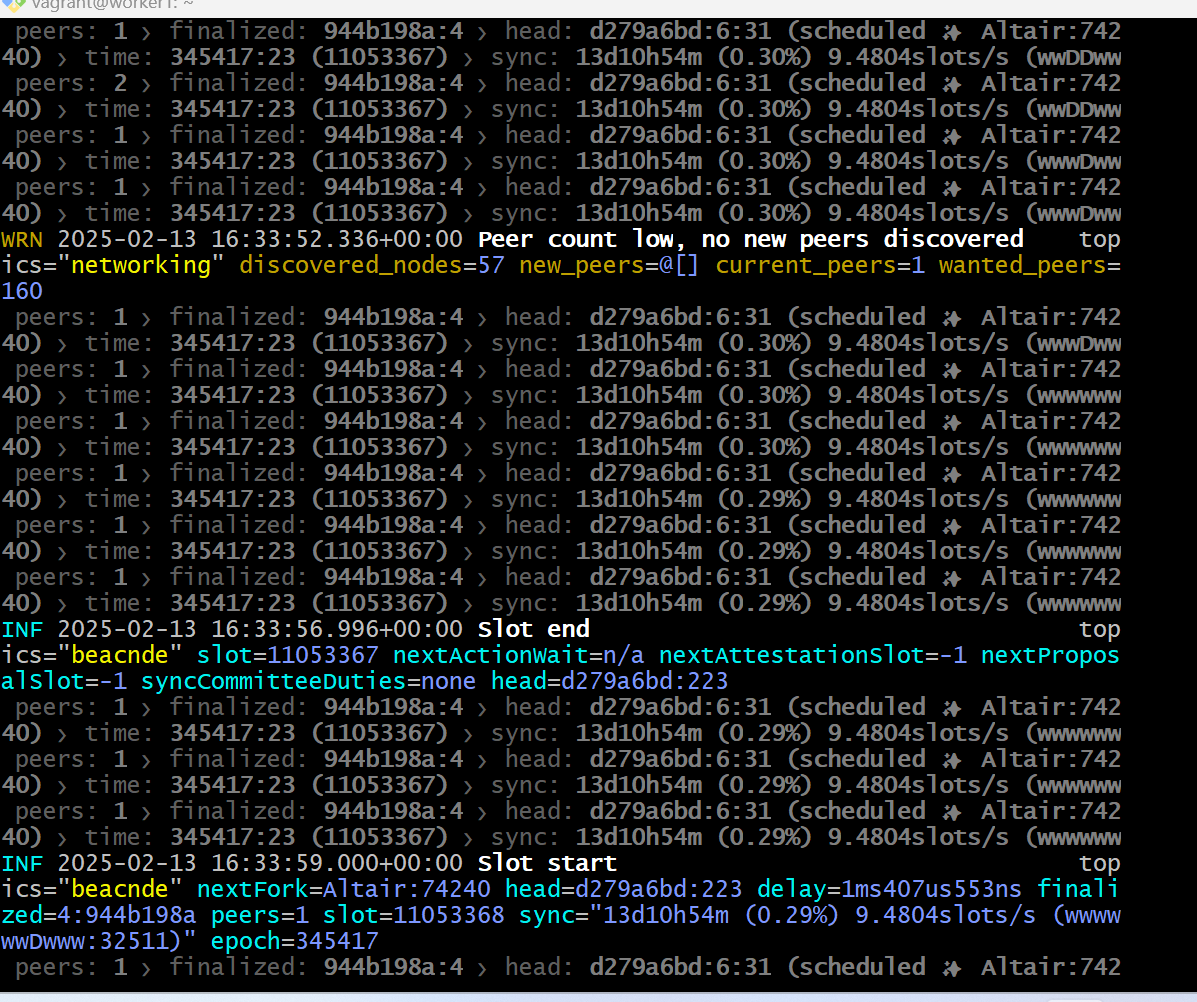 vagrant@worker1: ~
peers: 1 › finalized: 944b198a:4 › head: d279a6bd:6:31 (scheduled ✨ Altair:742
40) › time: 345417:23 (11053367) › sync: 13d10h54m (0.30%) 9.4804slots/s (wwDDww
peers: 2 › finalized: 944b198a:4 › head: d279a6bd:6:31 (scheduled ✨ Altair:742
40) › time: 345417:23 (11053367) › sync: 13d10h54m (0.30%) 9.4804slots/s (wwDDww
peers: 1 › finalized: 944b198a:4 › head: d279a6bd:6:31 (scheduled ✨ Altair:742
40) › time: 345417:23 (11053367) › sync: 13d10h54m (0.30%) 9.4804slots/s (wwwDww
peers: 1 › finalized: 944b198a:4 › head: d279a6bd:6:31 (scheduled ✨ Altair:742
40) › time: 345417:23 (11053367) › sync: 13d10h54m (0.30%) 9.4804slots/s (wwwDww
WRN 2025-02-13 16:33:52.336+00:00 Peer count low, no new peers discovered    top
ics="networking" discovered_nodes=57 new_peers=@[] current_peers=1 wanted_peers=
160
peers: 1 › finalized: 944b198a:4 › head: d279a6bd:6:31 (scheduled ✨ Altair:742
40) › time: 345417:23 (11053367) › sync: 13d10h54m (0.30%) 9.4804slots/s (wwwDww
peers: 1 › finalized: 944b198a:4 › head: d279a6bd:6:31 (scheduled ✨ Altair:742
40) › time: 345417:23 (11053367) › sync: 13d10h54m (0.30%) 9.4804slots/s (wwwwww
peers: 1 › finalized: 944b198a:4 › head: d279a6bd:6:31 (scheduled ✨ Altair:742
40) › time: 345417:23 (11053367) › sync: 13d10h54m (0.30%) 9.4804slots/s (wwwwww
peers: 1 › finalized: 944b198a:4 › head: d279a6bd:6:31 (scheduled ✨ Altair:742
40) › time: 345417:23 (11053367) › sync: 13d10h54m (0.29%) 9.4804slots/s (wwwwww
peers: 1 › finalized: 944b198a:4 › head: d279a6bd:6:31 (scheduled ✨ Altair:742
40) › time: 345417:23 (11053367) › sync: 13d10h54m (0.29%) 9.4804slots/s (wwwwww
peers: 1 › finalized: 944b198a:4 › head: d279a6bd:6:31 (scheduled ✨ Altair:742
40) › time: 345417:23 (11053367) › sync: 13d10h54m (0.29%) 9.4804slots/s (wwwwww
INF 2025-02-13 16:33:56.996+00:00 Slot end                                   top
ics="beacnde" slot=11053367 nextActionWait=n/a nextAttestationSlot=-1 nextPropos
alSlot=-1 syncCommitteeDuties=none head=d279a6bd:223
peers: 1 › finalized: 944b198a:4 › head: d279a6bd:6:31 (scheduled ✨ Altair:742
40) › time: 345417:23 (11053367) › sync: 13d10h54m (0.29%) 9.4804slots/s (wwwwww
peers: 1 › finalized: 944b198a:4 › head: d279a6bd:6:31 (scheduled ✨ Altair:742
40) › time: 345417:23 (11053367) › sync: 13d10h54m (0.29%) 9.4804slots/s (wwwwww
peers: 1 › finalized: 944b198a:4 › head: d279a6bd:6:31 (scheduled ✨ Altair:742
40) › time: 345417:23 (11053367) › sync: 13d10h54m (0.29%) 9.4804slots/s (wwwwww
INF 2025-02-13 16:33:59.000+00:00 Slot start                                 top
ics="beacnde" nextFork=Altair:74240 head=d279a6bd:223 delay=1ms407us553ns finali
zed=4:944b198a peers=1 slot=11053368 sync="13d10h54m (0.29%) 9.4804slots/s (wwww
wwDwww:32511)" epoch=345417
peers: 1 › finalized: 944b198a:4 › head: d279a6bd:6:31 (scheduled ✨ Altair:742